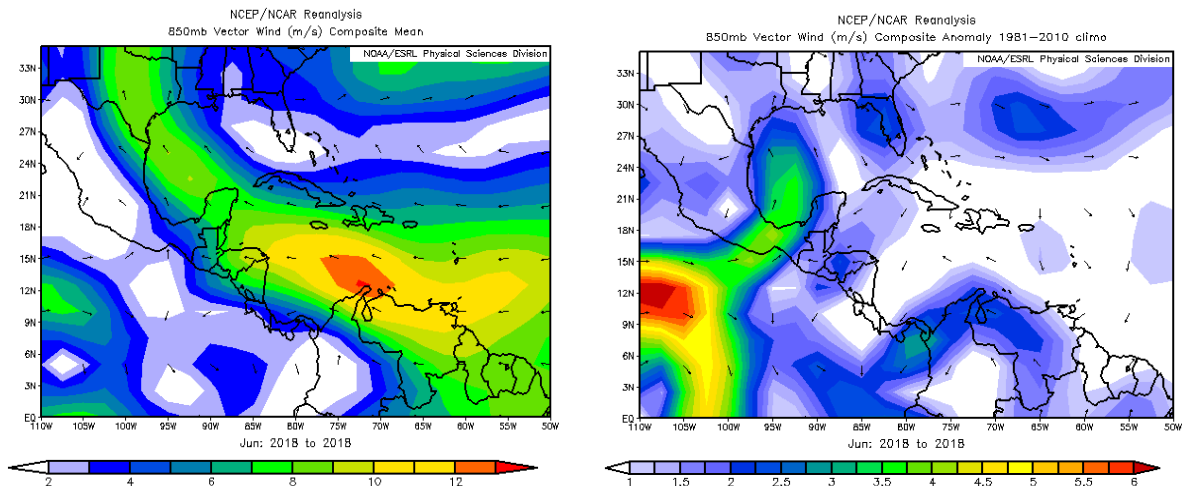 NCEP/NCAR Reanalysis
850mb Vector Wind (m/s) Composite Mean
NOAA/ESRL Physical Sciences Division
33N
30N
27N
24N
21N
18N
15N
12N
9N
6N
3N
EQ
110W 105W 100W 95W 90W 85W 80W 75W 70W 65W 60W 55W 50W
Jun: 2018 to 2018
2 4 6 8 10 12
NCEP/NCAR Reanalysis
850mb Vector Wind (m/s) Composite Anomaly 1981-2010 climo
NOAA/ESRL Physical Sciences Division
33N
30N
27N
24N
21N
18N
15N
12N
9N
6N
3N
EQ
110W 105W 100W 95W 90W 85W 80W 75W 70W 65W 60W 55W 50W
Jun: 2018 to 2018
1 1.5 2 2.5 3 3.5 4 4.5 5 5.5 6